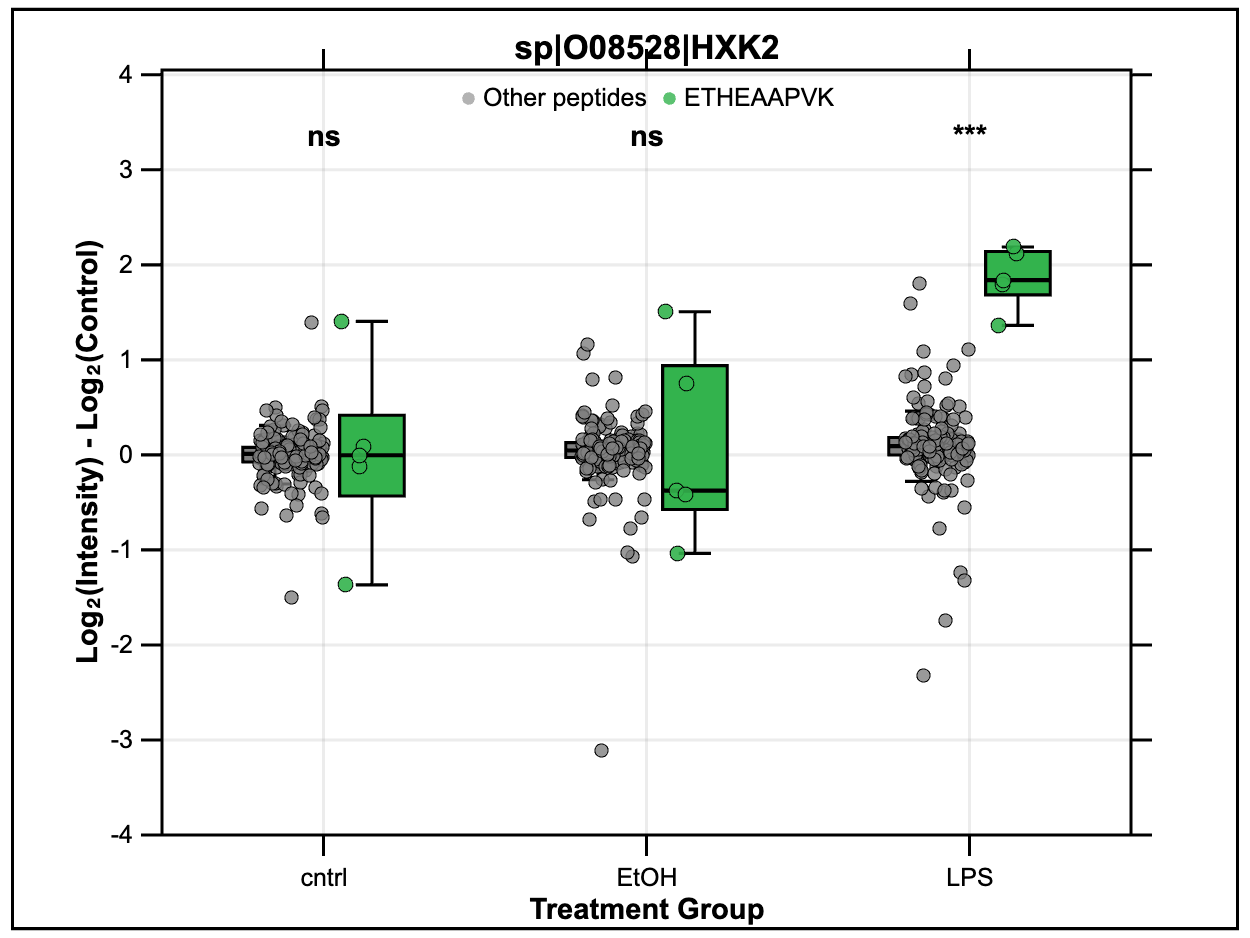 sp|O08528|HXK2
Other peptides ETHEAAPVK
ns ns ***
4
3
2
1
0
-1
-2
-3
-4
Log₂(Intensity) - Log₂(Control)
cntrl EtOH LPS
Treatment Group